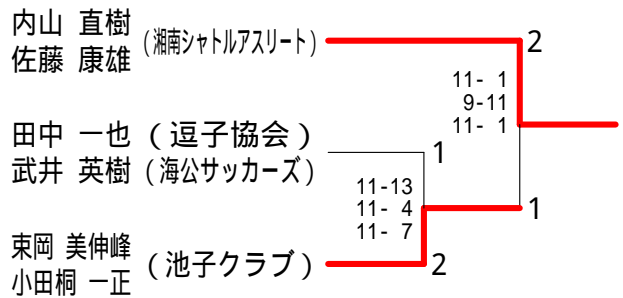 内山 直樹
佐藤 康雄
(湘南シャトルアスリート)
2
11- 1
9-11
11- 1
田中 一也 (逗子協会)
武井 英樹 (海公サッカーズ)
1
11-13
11- 4
11- 7
1
東岡 美伸峰
小田桐 一正
(池子クラブ)
2